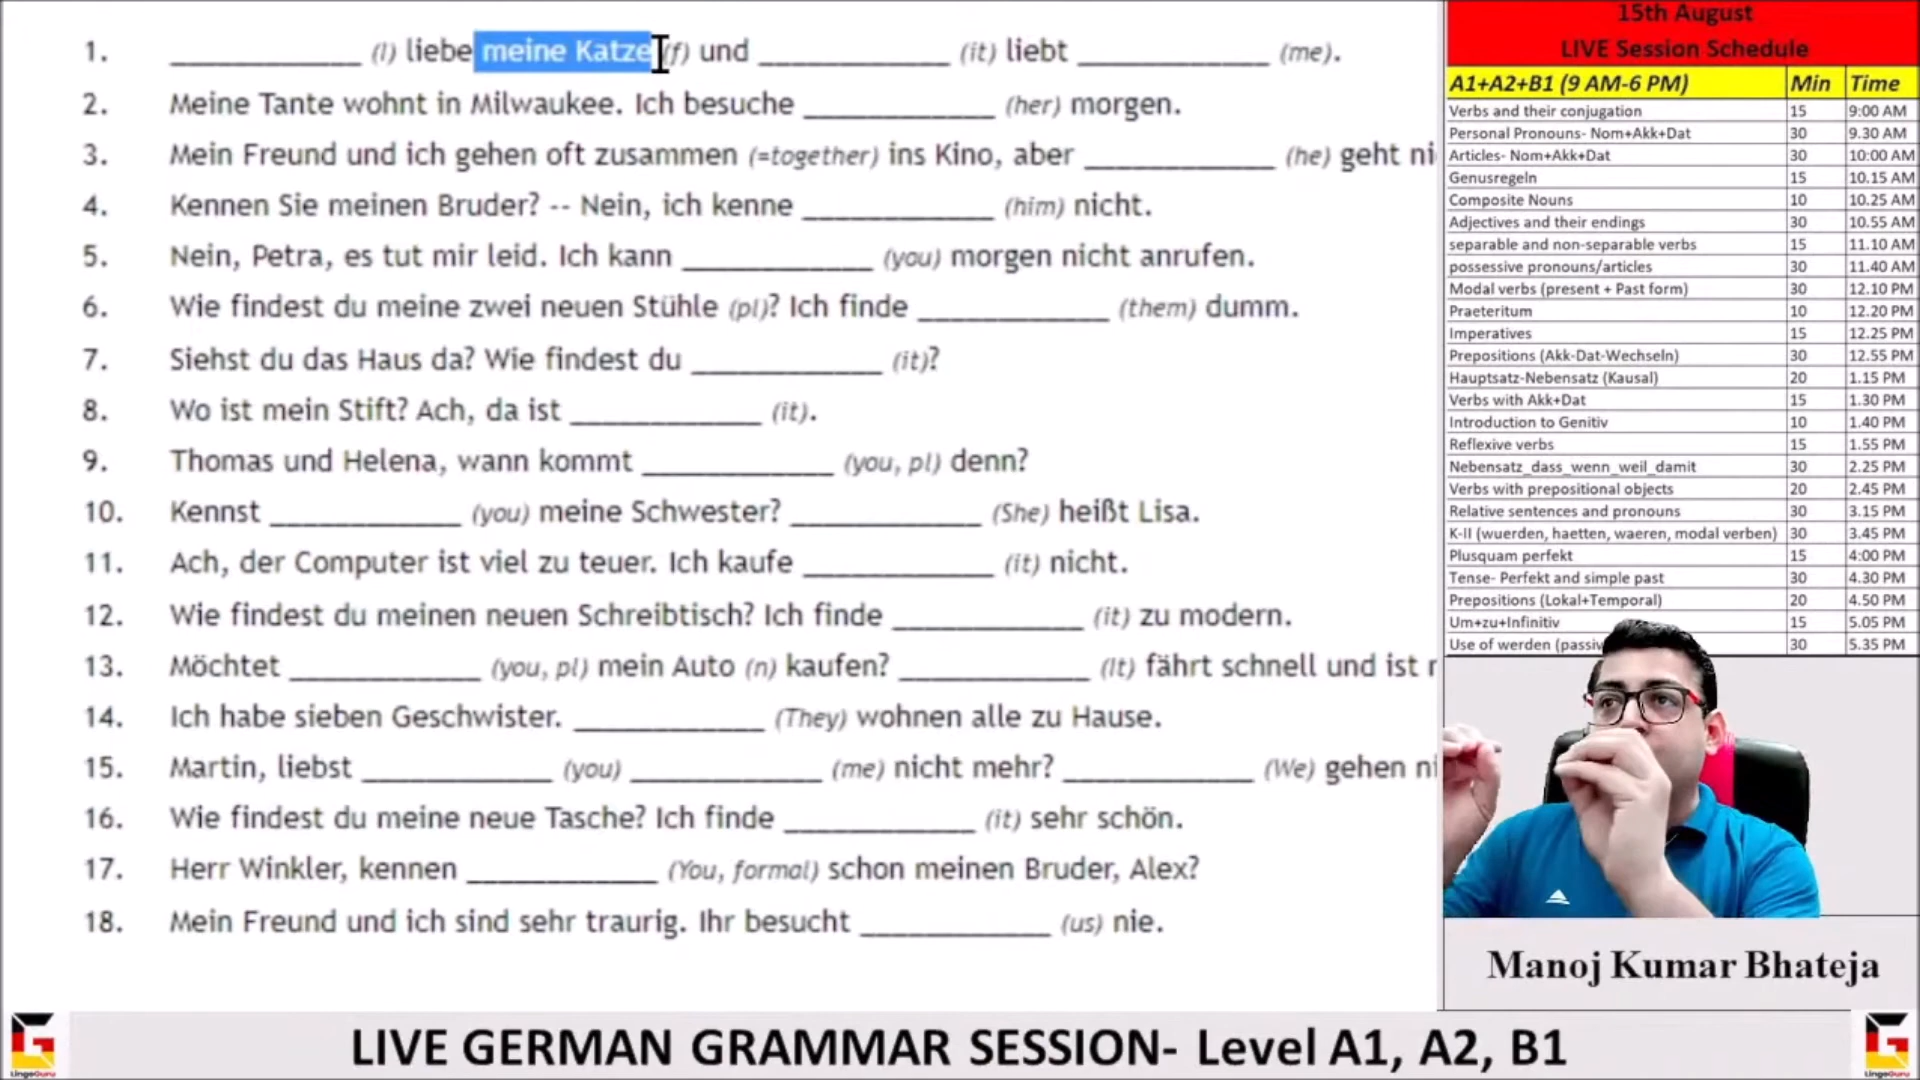 1. ____________ (I) liebe meine Katze (f) und ____________ (it) liebt ____________ (me).
2. Meine Tante wohnt in Milwaukee. Ich besuche ____________ (her) morgen.
3. Mein Freund und ich gehen oft zusammen (=together) ins Kino, aber ____________ (he) geht ni
4. Kennen Sie meinen Bruder? -- Nein, ich kenne ____________ (him) nicht.
5. Nein, Petra, es tut mir leid. Ich kann ____________ (you) morgen nicht anrufen.
6. Wie findest du meine zwei neuen Stühle (pl)? Ich finde ____________ (them) dumm.
7. Siehst du das Haus da? Wie findest du ____________ (it)?
8. Wo ist mein Stift? Ach, da ist ____________ (it).
9. Thomas und Helena, wann kommt ____________ (you, pl) denn?
10. Kennst ____________ (you) meine Schwester? ____________ (She) heißt Lisa.
11. Ach, der Computer ist viel zu teuer. Ich kaufe ____________ (it) nicht.
12. Wie findest du meinen neuen Schreibtisch? Ich finde ____________ (it) zu modern.
13. Möchtet ____________ (you, pl) mein Auto (n) kaufen? ____________ (It) fährt schnell und ist
14. Ich habe sieben Geschwister. ____________ (They) wohnen alle zu Hause.
15. Martin, liebst ____________ (you) ____________ (me) nicht mehr? ____________ (We) gehen ni
16. Wie findest du meine neue Tasche? Ich finde ____________ (it) sehr schön.
17. Herr Winkler, kennen ____________ (You, formal) schon meinen Bruder, Alex?
18. Mein Freund und ich sind sehr traurig. Ihr besucht ____________ (us) nie.
15th August
LIVE Session Schedule
A1+A2+B1 (9 AM-6 PM) Min Time
Verbs and their conjugation 15 9:00 AM
Personal Pronouns- Nom+Akk+Dat 30 9.30 AM
Articles- Nom+Akk+Dat 30 10:00 AM
Genusregeln 15 10.15 AM
Composite Nouns 10 10.25 AM
Adjectives and their endings 30 10.55 AM
separable and non-separable verbs 15 11.10 AM
possessive pronouns/articles 30 11.40 AM
Modal verbs (present + Past form) 30 12.10 PM
Praeteritum 10 12.20 PM
Imperatives 15 12.25 PM
Prepositions (Akk-Dat-Wechseln) 30 12.55 PM
Hauptsatz-Nebensatz (Kausal) 20 1.15 PM
Verbs with Akk+Dat 15 1.30 PM
Introduction to Genitiv 10 1.40 PM
Reflexive verbs 15 1.55 PM
Nebensatz_dass_wenn_weil_damit 30 2.25 PM
Verbs with prepositional objects 20 2.45 PM
Relative sentences and pronouns 30 3.15 PM
K-II (wuerden, haetten, waeren, modal verben) 30 3.45 PM
Plusquam perfekt 15 4:00 PM
Tense- Perfekt and simple past 30 4.30 PM
Prepositions (Lokal+Temporal) 20 4.50 PM
Um+zu+Infinitiv 15 5.05 PM
Use of werden (passiv 30 5.35 PM
Manoj Kumar Bhateja
LIVE GERMAN GRAMMAR SESSION- Level A1, A2, B1
LingoGuru
LingoGuru